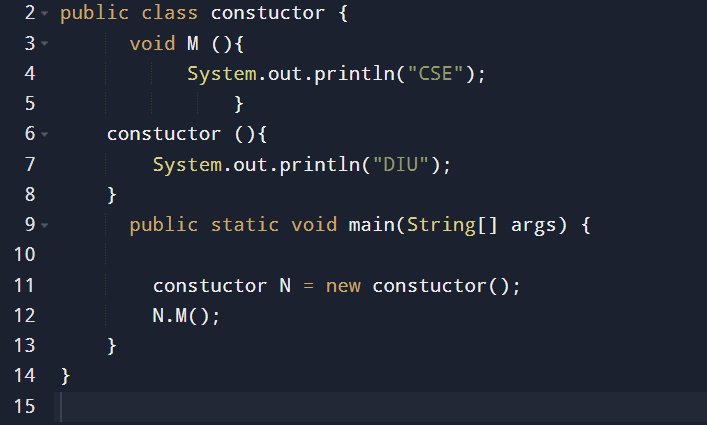 2 public class constuctor {
3 void M (){
4 System.out.println("CSE");
5 }
6 constuctor (){
7 System.out.println("DIU");
8 }
9 public static void main(String[] args) {
10
11 constuctor N = new constuctor();
12 N.M();
13 }
14 }
15